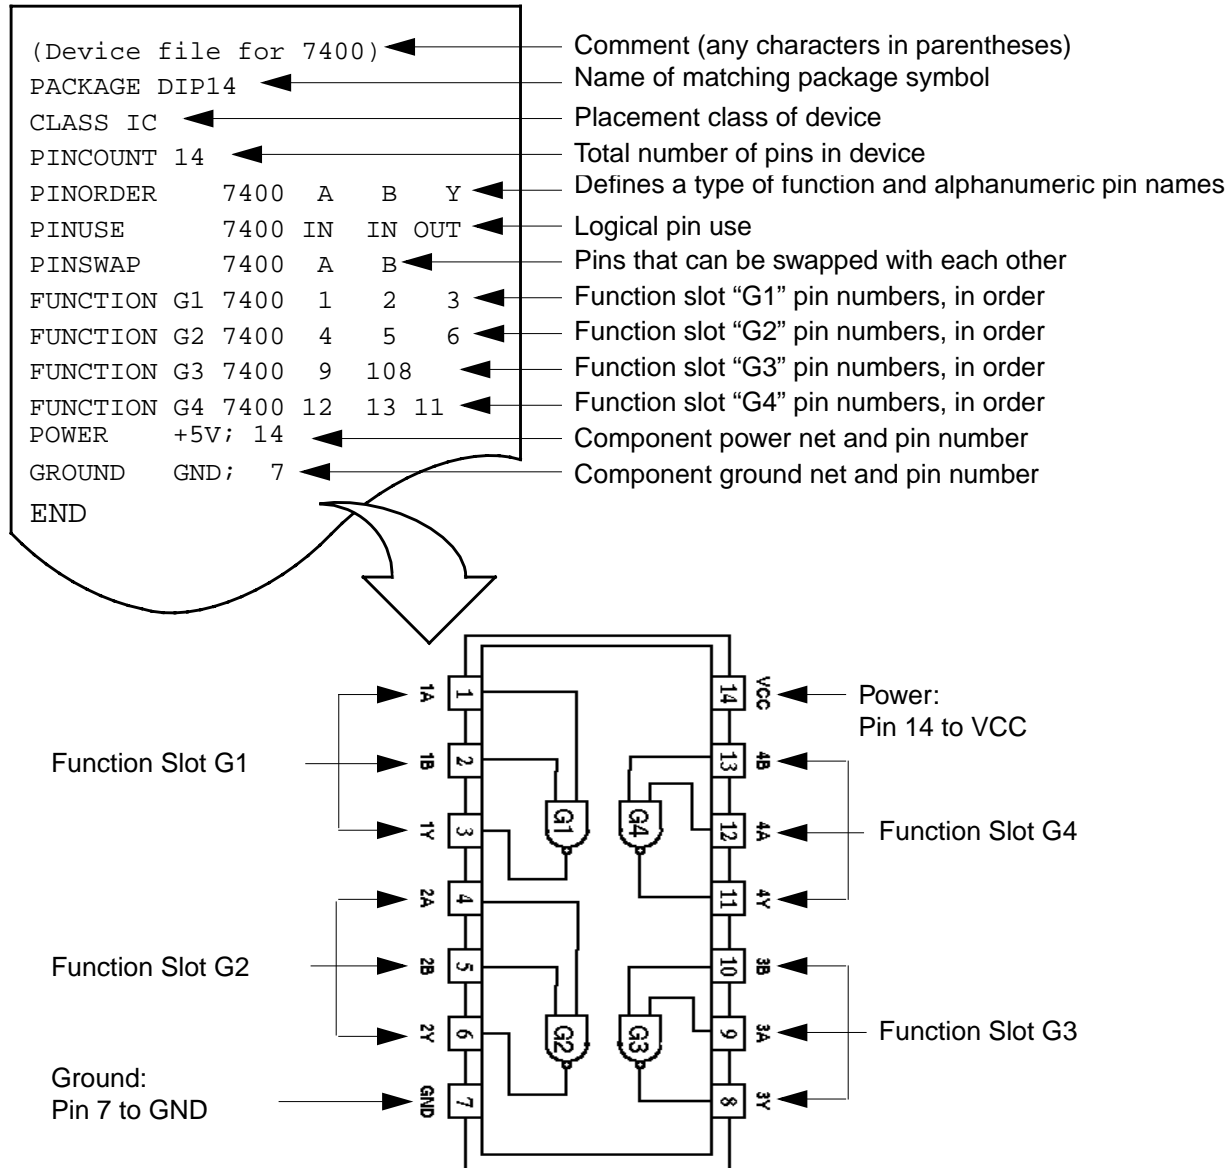 (Device file for 7400)
Comment (any characters in parentheses)
PACKAGE DIP14
Name of matching package symbol
CLASS IC
Placement class of device
PINCOUNT 14
Total number of pins in device
PINORDER 7400 A B Y
Defines a type of function and alphanumeric pin names
PINUSE 7400 IN IN OUT
Logical pin use
PINSWAP 7400 A B
Pins that can be swapped with each other
FUNCTION G1 7400 1 2 3
Function slot “G1” pin numbers, in order
FUNCTION G2 7400 4 5 6
Function slot “G2” pin numbers, in order
FUNCTION G3 7400 9 108
Function slot “G3” pin numbers, in order
FUNCTION G4 7400 12 13 11
Function slot “G4” pin numbers, in order
POWER +5V; 14
Component power net and pin number
GROUND GND; 7
Component ground net and pin number
END
1A 1
14 VCC
Power:
Pin 14 to VCC
Function Slot G1
1B 2
13 4B
1Y 3
G1
G4
12 4A
Function Slot G4
2A 4
11 4Y
Function Slot G2
2B 5
10 3B
2Y 6
G2
G3
9 3A
Function Slot G3
Ground:
Pin 7 to GND
GND 7
8 3Y